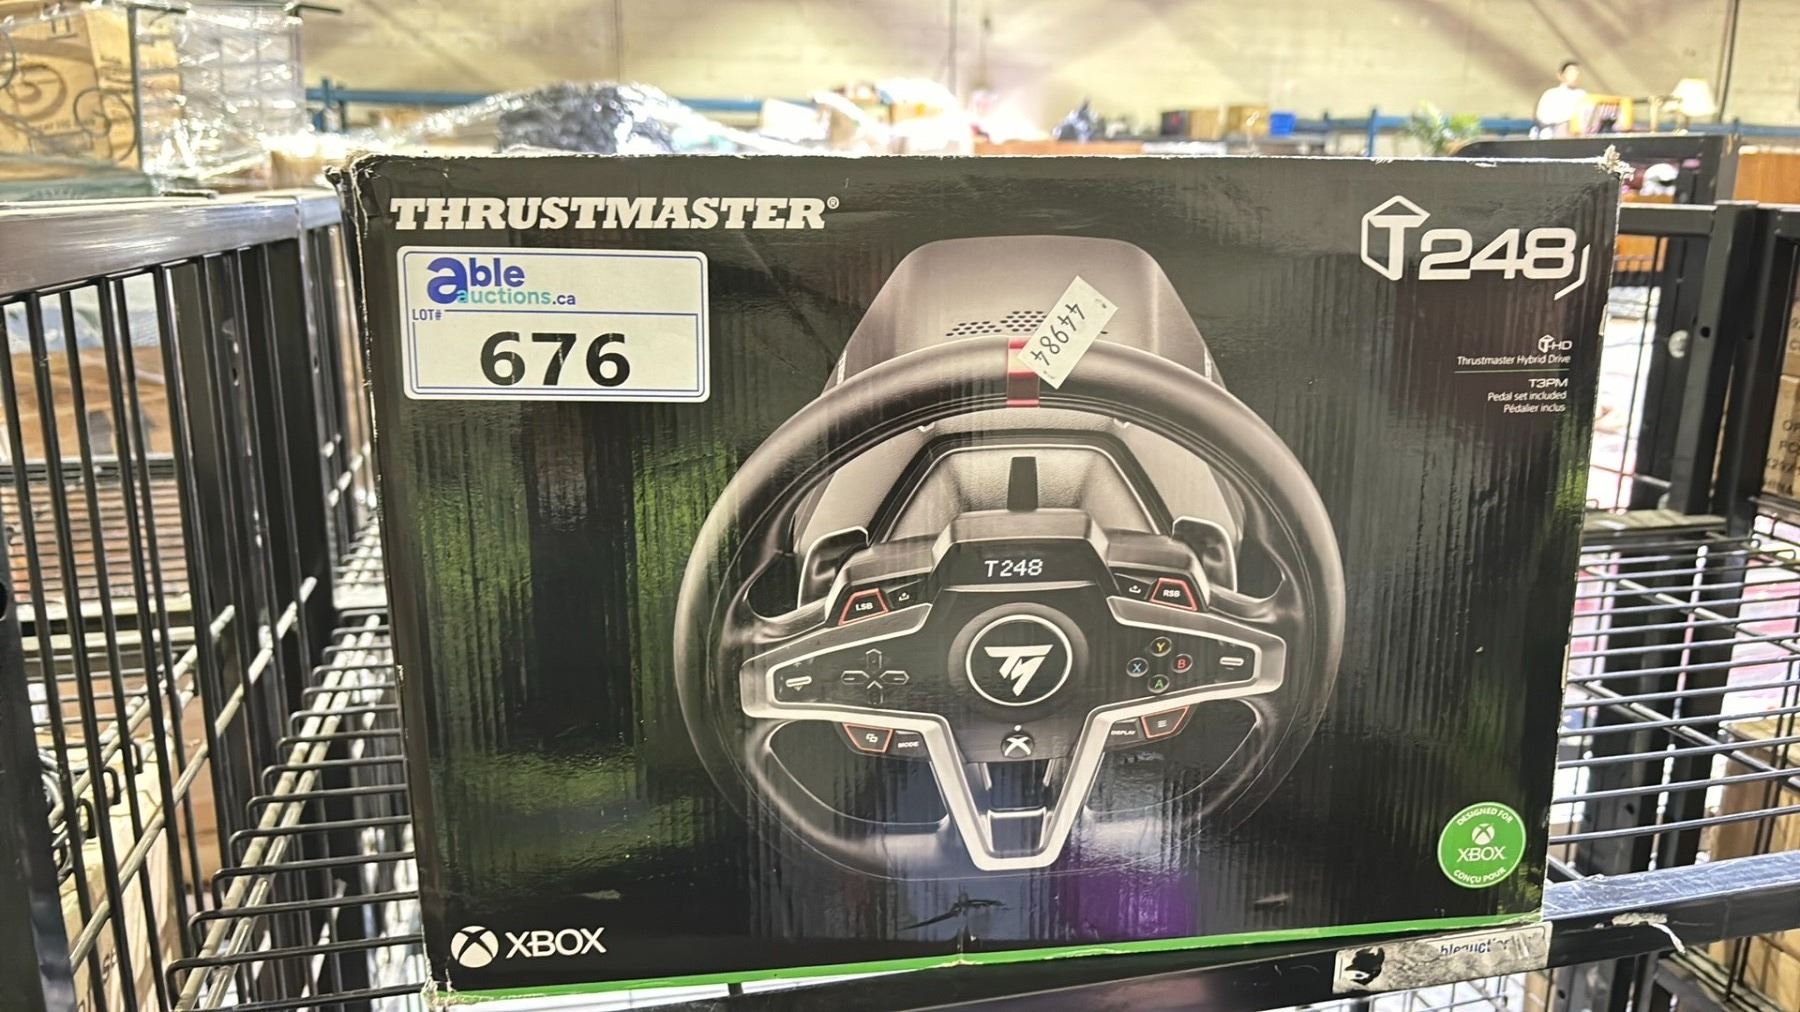 THRUSTMASTER®
T248
able
auctions.ca
LOT#
676
44984
T-HD
Thrustmaster Hybrid Drive
T3PM
Pedal set included
Pédalier inclus
T248
LSB
RSB
Y
X
B
A
MODE
DISPLAY
DESIGNED FOR
XBOX
CONÇU POUR
XBOX